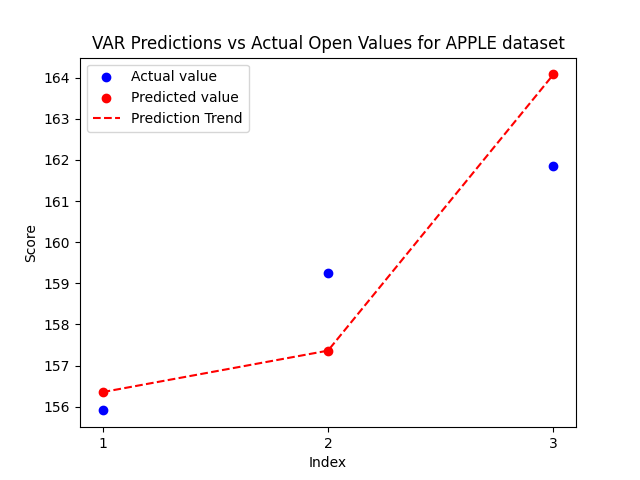 VAR Predictions vs Actual Open Values for APPLE dataset
Actual value
Predicted value
Prediction Trend
164
163
162
161
160
159
158
157
156
Score
1 2 3
Index